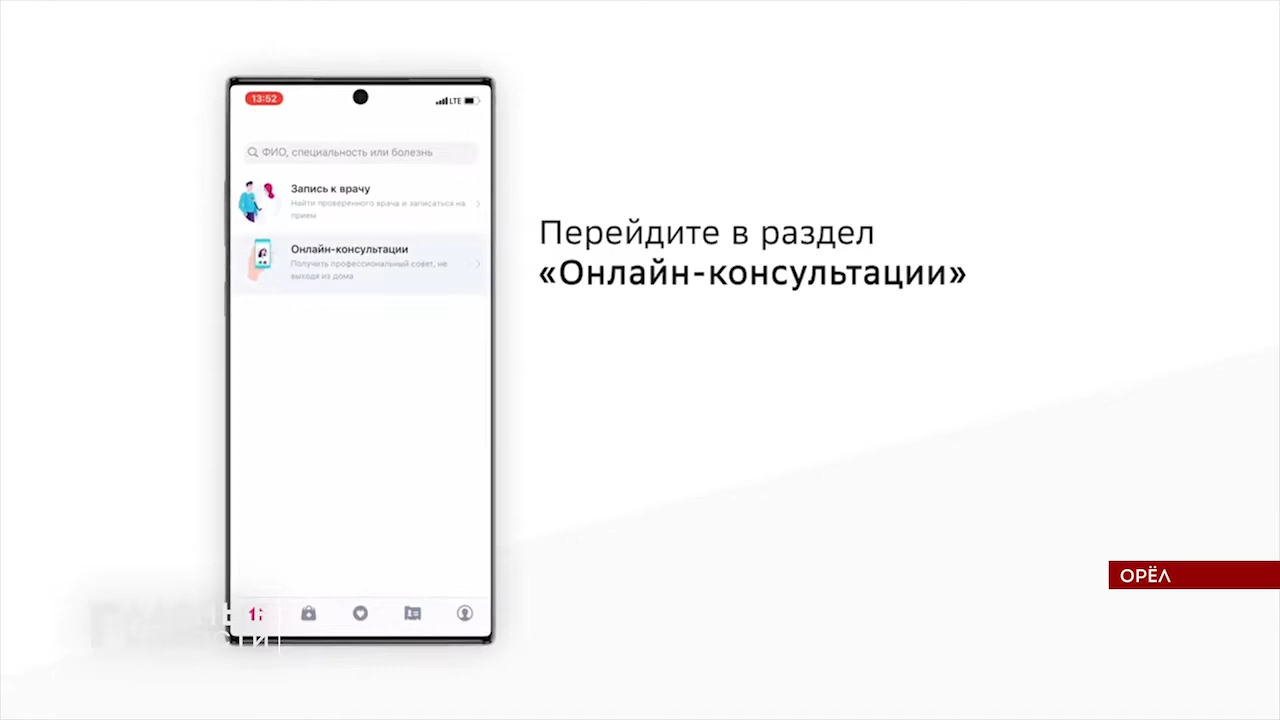 13:52
LTE
ФИО, специальность или болезнь
Запись к врачу
Найти проверенного врача и записаться на
прием
Онлайн-консультации
Получить профессиональный совет, не
выходя из дома
Перейдите в раздел
«Онлайн-консультации»
ОРЁЛ